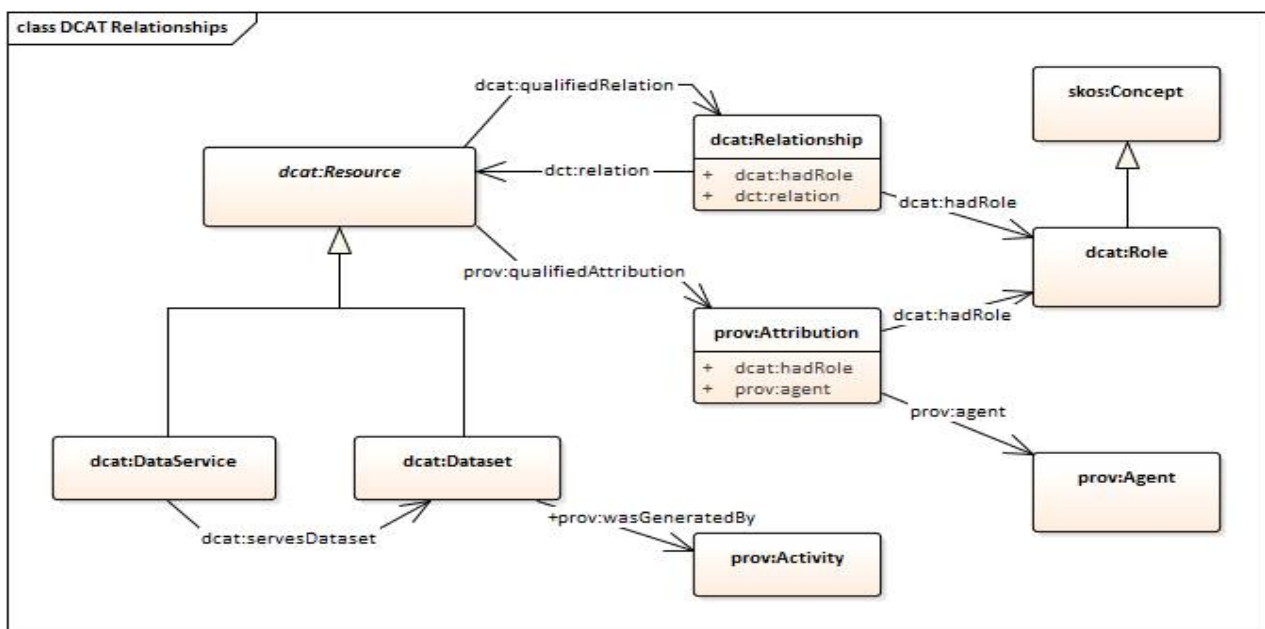 class DCAT Relationships
dcat:qualifiedRelation
skos:Concept
dcat:Relationship
dcat:Resource
dct:relation
+ dcat:hadRole
+ dct:relation
dcat:hadRole
dcat:Role
prov:qualifiedAttribution
dcat:hadRole
prov:Attribution
+ dcat:hadRole
+ prov:agent
prov:agent
dcat:DataService
dcat:Dataset
prov:Agent
+prov:wasGeneratedBy
dcat:servesDataset
prov:Activity